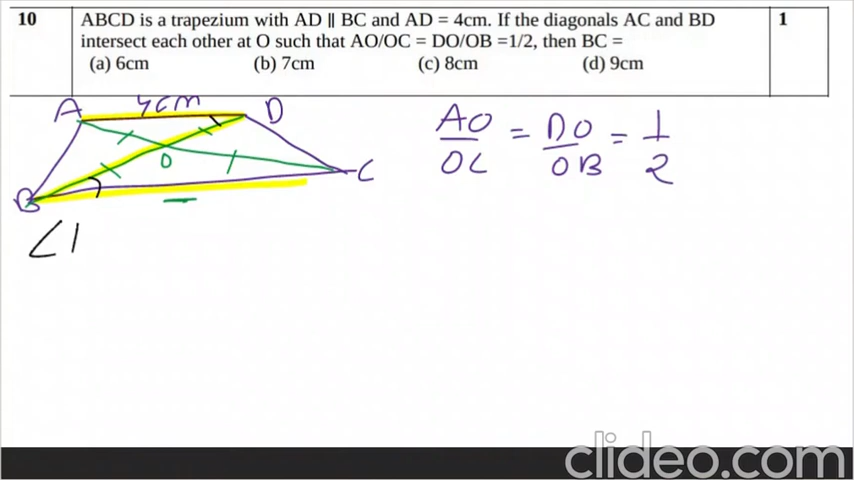 10 ABCD is a trapezium with AD || BC and AD = 4cm. If the diagonals AC and BD 1
intersect each other at O such that AO/OC = DO/OB =1/2, then BC =
(a) 6cm (b) 7cm (c) 8cm (d) 9cm
A 4cm D
O
B C
AO/OC = DO/OB = 1/2
∠1
clideo.com